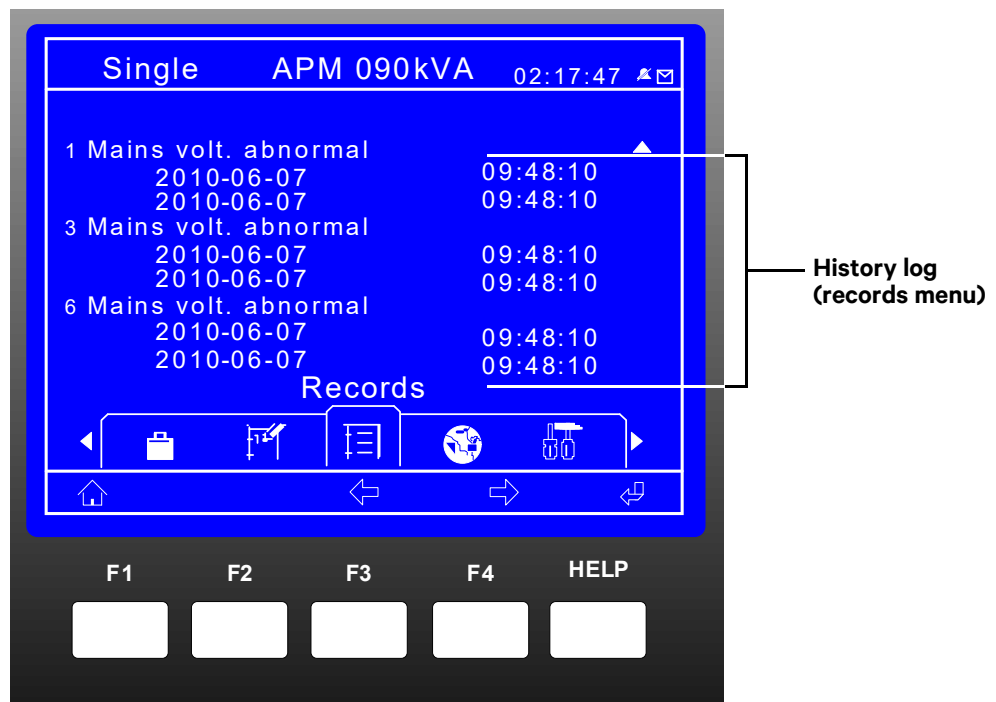 Single APM 090kVA 02:17:47
1 Mains volt. abnormal
2010-06-07 09:48:10
2010-06-07 09:48:10
3 Mains volt. abnormal
2010-06-07 09:48:10
2010-06-07 09:48:10
6 Mains volt. abnormal
2010-06-07 09:48:10
2010-06-07 09:48:10
Records
History log
(records menu)
F1 F2 F3 F4 HELP